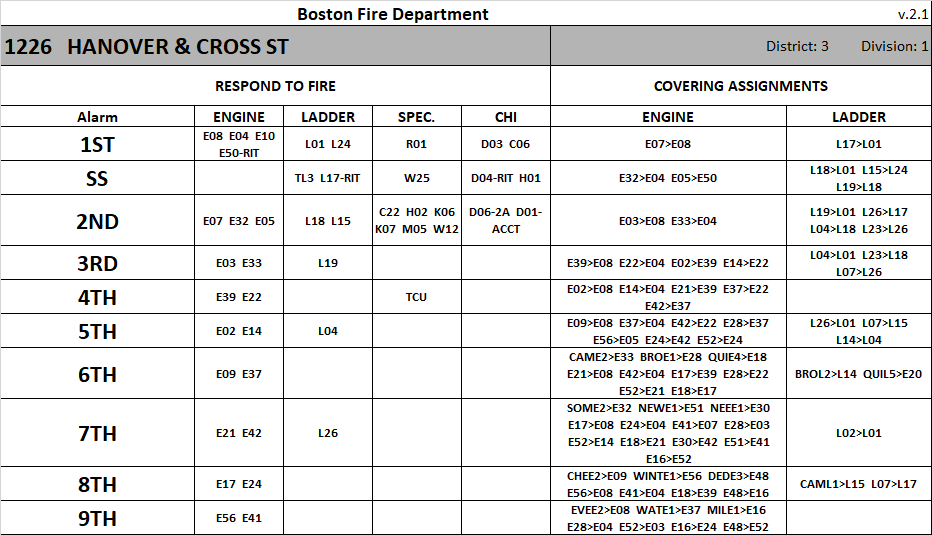 Boston Fire Department v.2.1
1226 HANOVER & CROSS ST District: 3 Division: 1
RESPOND TO FIRE COVERING ASSIGNMENTS
Alarm ENGINE LADDER SPEC. CHI ENGINE LADDER
1ST E08 E04 E10 L01 L24 R01 D03 C06 E07>E08 L17>L01
E50-RIT
SS TL3 L17-RIT W25 D04-RIT H01 E32>E04 E05>E50 L18>L01 L15>L24
L19>L18
2ND E07 E32 E05 L18 L15 C22 H02 K06 D06-2A D01- E03>E08 E33>E04 L19>L01 L26>L17
K07 M05 W12 ACCT L04>L18 L23>L26
3RD E03 E33 L19 E39>E08 E22>E04 E02>E39 E14>E22 L04>L01 L23>L18
L07>L26
4TH E39 E22 TCU E02>E08 E14>E04 E21>E39 E37>E22
E42>E37
5TH E02 E14 L04 E09>E08 E37>E04 E42>E22 E28>E37 L26>L01 L07>L15
E56>E05 E24>E42 E52>E24 L14>L04
6TH E09 E37 CAME2>E33 BROE1>E28 QUIE4>E18
E21>E08 E42>E04 E17>E39 E28>E22 BROL2>L14 QUIL5>E20
E52>E21 E18>E17
7TH E21 E42 L26 SOME2>E32 NEWE1>E51 NEEE1>E30
E17>E08 E24>E04 E41>E07 E28>E03 L02>L01
E52>E14 E18>E21 E30>E42 E51>E41
E16>E52
8TH E17 E24 CHEE2>E09 WINTE1>E56 DEDE3>E48 CAML1>L15 L07>L17
E56>E08 E41>E04 E18>E39 E48>E16
9TH E56 E41 EVEE2>E08 WATE1>E37 MILE1>E16
E28>E04 E52>E03 E16>E24 E48>E52